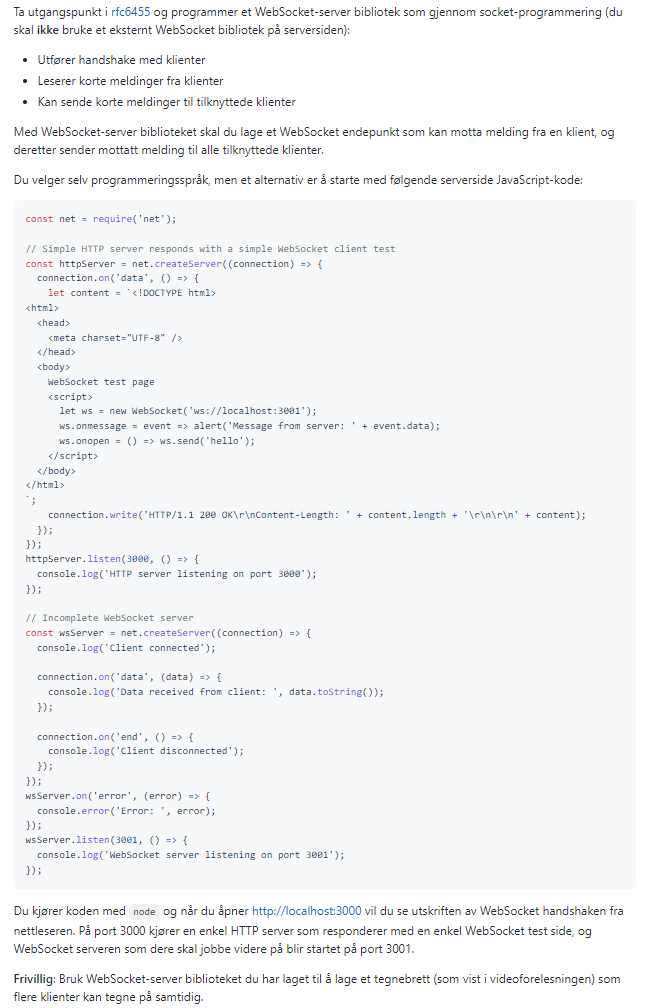 Ta utgangspunkt i rfc6455 og programmer et WebSocket-server bibliotek som gjennom socket-programmering (du
skal ikke bruke et eksternt WebSocket bibliotek på serversiden):
• Utfører handshake med klienter
• Leserer korte meldinger fra klienter
• Kan sende korte meldinger til tilknyttede klienter
Med WebSocket-server biblioteket skal du lage et WebSocket endepunkt som kan motta melding fra en klient, og
deretter sender mottatt melding til alle tilknyttede klienter.
Du velger selv programmeringsspråk, men et alternativ er å starte med følgende serverside JavaScript-kode:
const net = require('net');

// Simple HTTP server responds with a simple WebSocket client test
const httpServer = net.createServer((connection) => {
  connection.on('data', () => {
    let content = `<!DOCTYPE html>
<html>
  <head>
    <meta charset="UTF-8" />
  </head>
  <body>
    WebSocket test page
    <script>
      let ws = new WebSocket('ws://localhost:3001');
      ws.onmessage = event => alert('Message from server: ' + event.data);
      ws.onopen = () => ws.send('hello');
    </script>
  </body>
</html>
`;
    connection.write('HTTP/1.1 200 OK\r\nContent-Length: ' + content.length + '\r\n\r\n' + content);
  });
});
httpServer.listen(3000, () => {
  console.log('HTTP server listening on port 3000');
});

// Incomplete WebSocket server
const wsServer = net.createServer((connection) => {
  console.log('Client connected');

  connection.on('data', (data) => {
    console.log('Data received from client: ', data.toString());
  });

  connection.on('end', () => {
    console.log('Client disconnected');
  });
});
wsServer.on('error', (error) => {
  console.error('Error: ', error);
});
wsServer.listen(3001, () => {
  console.log('WebSocket server listening on port 3001');
});
Du kjører koden med node og når du åpner http://localhost:3000 vil du se utskriften av WebSocket handshaken fra
nettleseren. På port 3000 kjører en enkel HTTP server som responderer med en enkel WebSocket test side, og
WebSocket serveren som dere skal jobbe videre på blir startet på port 3001.
Frivillig: Bruk WebSocket-server biblioteket du har laget til å lage et tegnebrett (som vist i videoforelesningen) som
flere klienter kan tegne på samtidig.